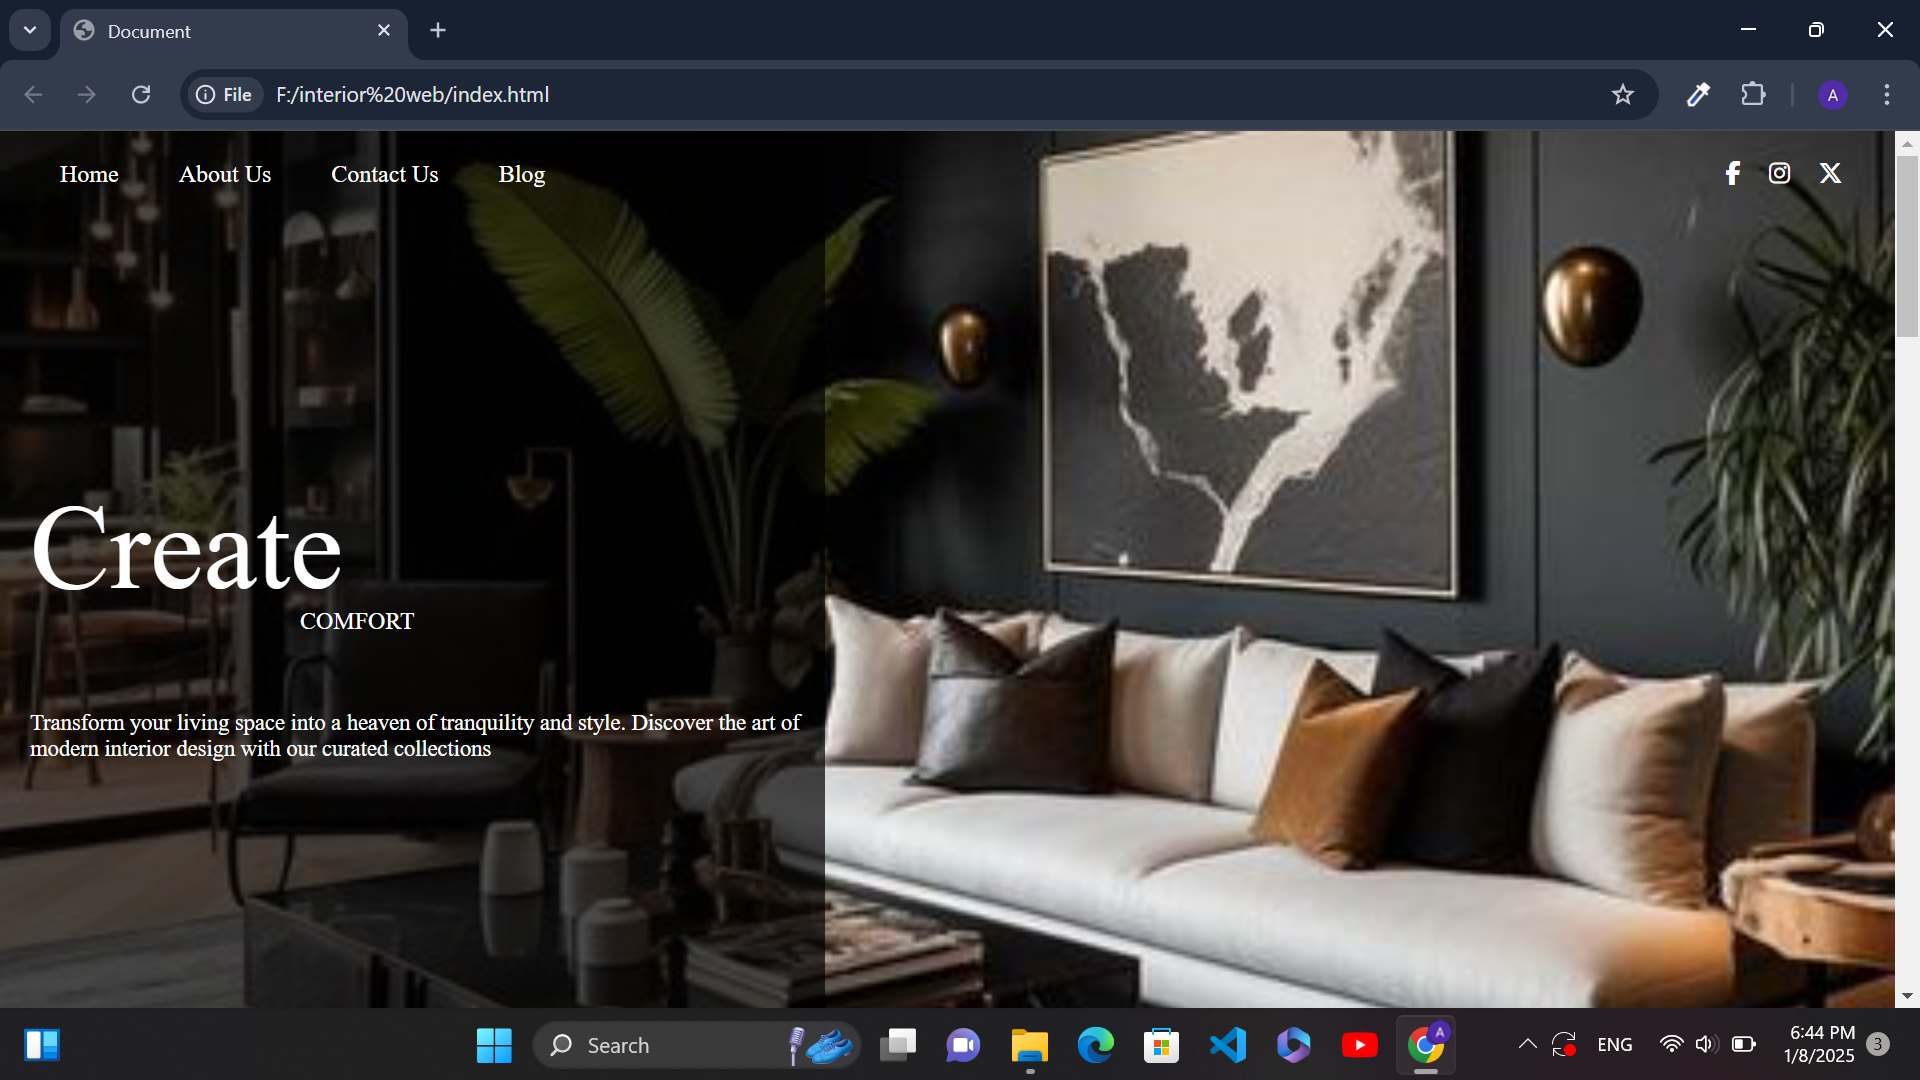 Document
File
F:/interior%20web/index.html
A
Home
About Us
Contact Us
Blog
Create
COMFORT
Transform your living space into a heaven of tranquility and style. Discover the art of
modern interior design with our curated collections
Search
A
ENG
6:44 PM
1/8/2025
3